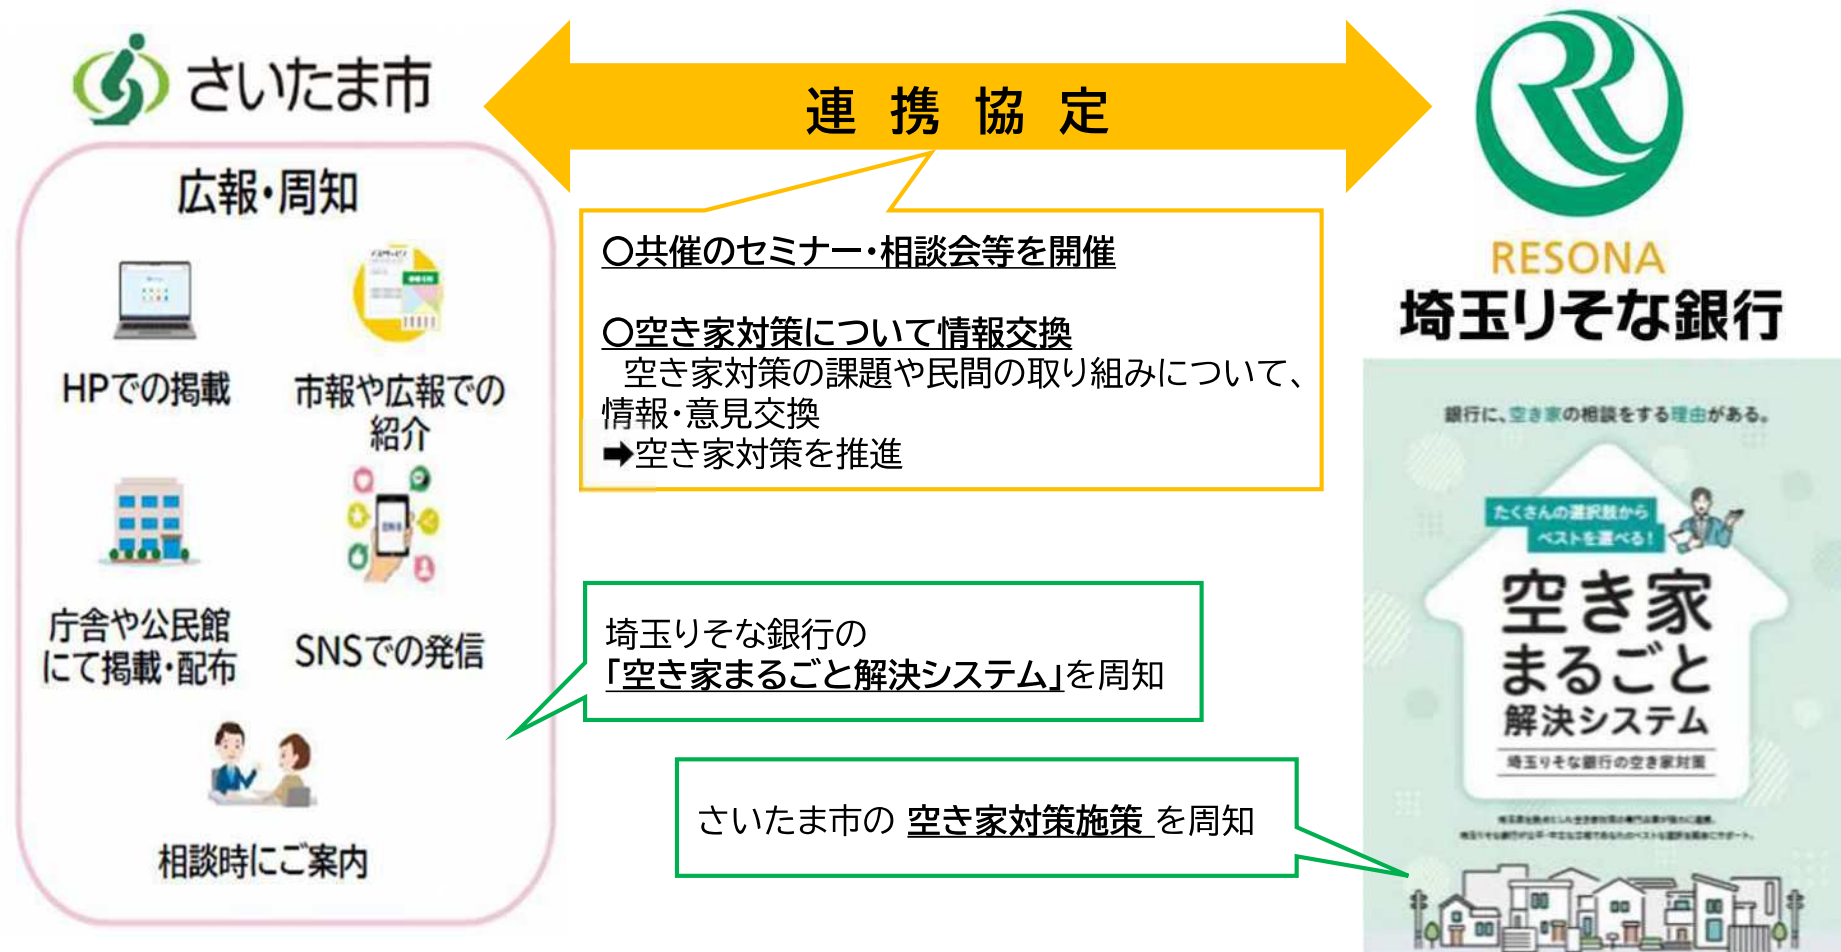 さいたま市
連携協定
広報・周知
HPでの掲載
市報や広報での
紹介
庁舎や公民館
にて掲載・配布
SNSでの発信
SNS
相談時にご案内
〇共催のセミナー・相談会等を開催
〇空き家対策について情報交換
空き家対策の課題や民間の取り組みについて、
情報・意見交換
➡空き家対策を推進
埼玉りそな銀行の
「空き家まるごと解決システム」を周知
さいたま市の 空き家対策施策 を周知
RESONA
埼玉りそな銀行
銀行に、空き家の相談をする理由がある。
たくさんの選択肢から
ベストを選べる!
空き家
まるごと
解決システム
埼玉りそな銀行の空き家対策